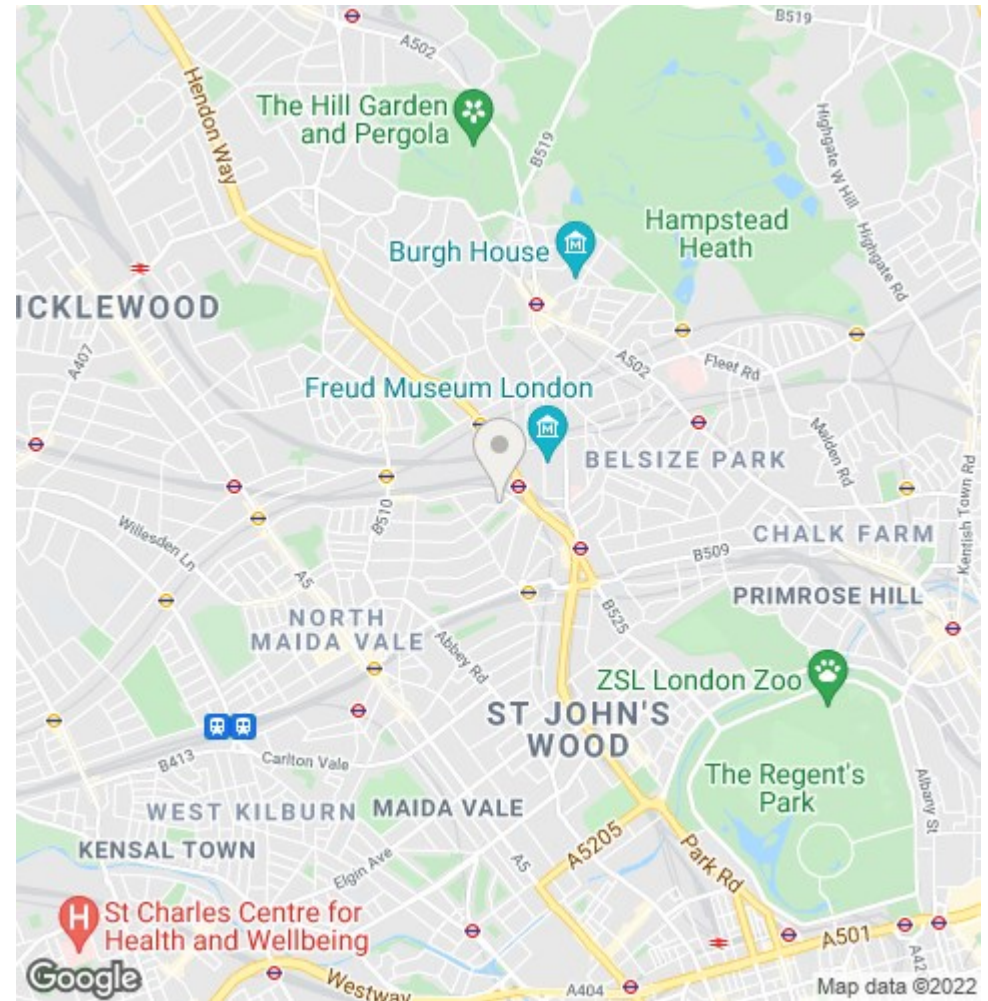 B519
A502
Hendon Way
The Hill Garden
and Pergola
B519
Highgate W Hill
Highgate Rd
Hampstead
Heath
Burgh House
ICKLEWOOD
A407
A502
Fleet Rd
Freud Museum London
Malden Rd
BELSIZE PARK
Kentish Town Rd
B510
Willesden Ln
CHALK FARM
B509
A5
PRIMROSE HILL
NORTH
MAIDA VALE
B525
Abbey Rd
ZSL London Zoo
ST JOHN'S
WOOD
B413
Carlton Vale
The Regent's
Park
Albany St
WEST KILBURN
MAIDA VALE
KENSAL TOWN
A5205
Elgin Ave
A5
Park Rd
St Charles Centre for
Health and Wellbeing
A501
A42
Google
Westway
A404
Map data ©2022